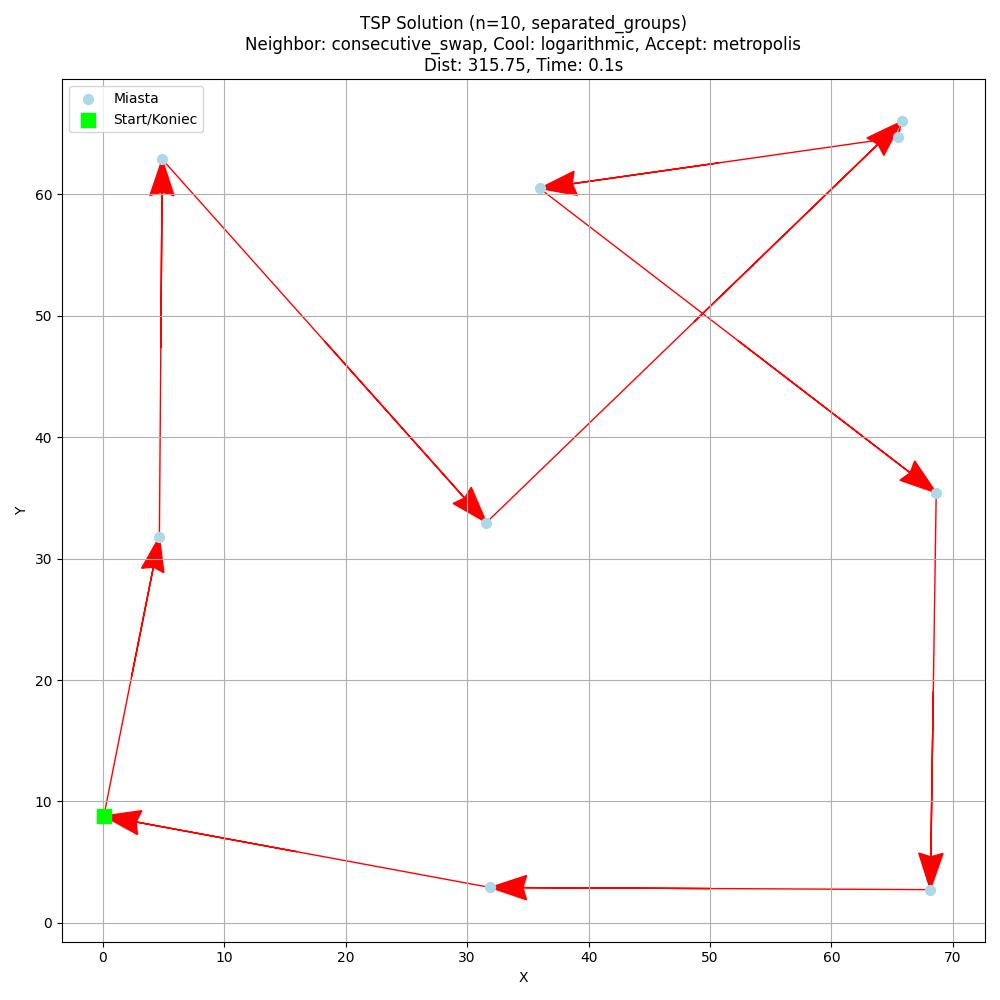 TSP Solution (n=10, separated_groups)
Neighbor: consecutive_swap, Cool: logarithmic, Accept: metropolis
Dist: 315.75, Time: 0.1s
Miasta
Start/Koniec
60
50
40
30
20
10
0
Y
0 10 20 30 40 50 60 70
X